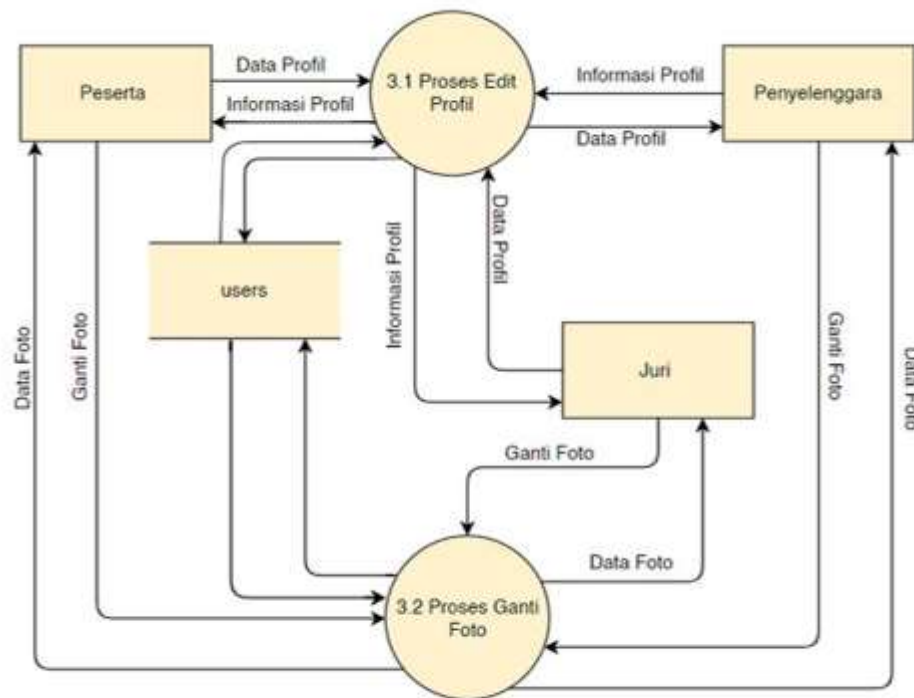 Peserta
Data Profil
Informasi Profil
3.1 Proses Edit
Profil
Informasi Profil
Data Profil
Penyelenggara
users
Informasi Profil
Data Profil
Juri
Data Foto
Ganti Foto
Ganti Foto
Data Foto
Ganti Foto
Data Foto
3.2 Proses Ganti
Foto